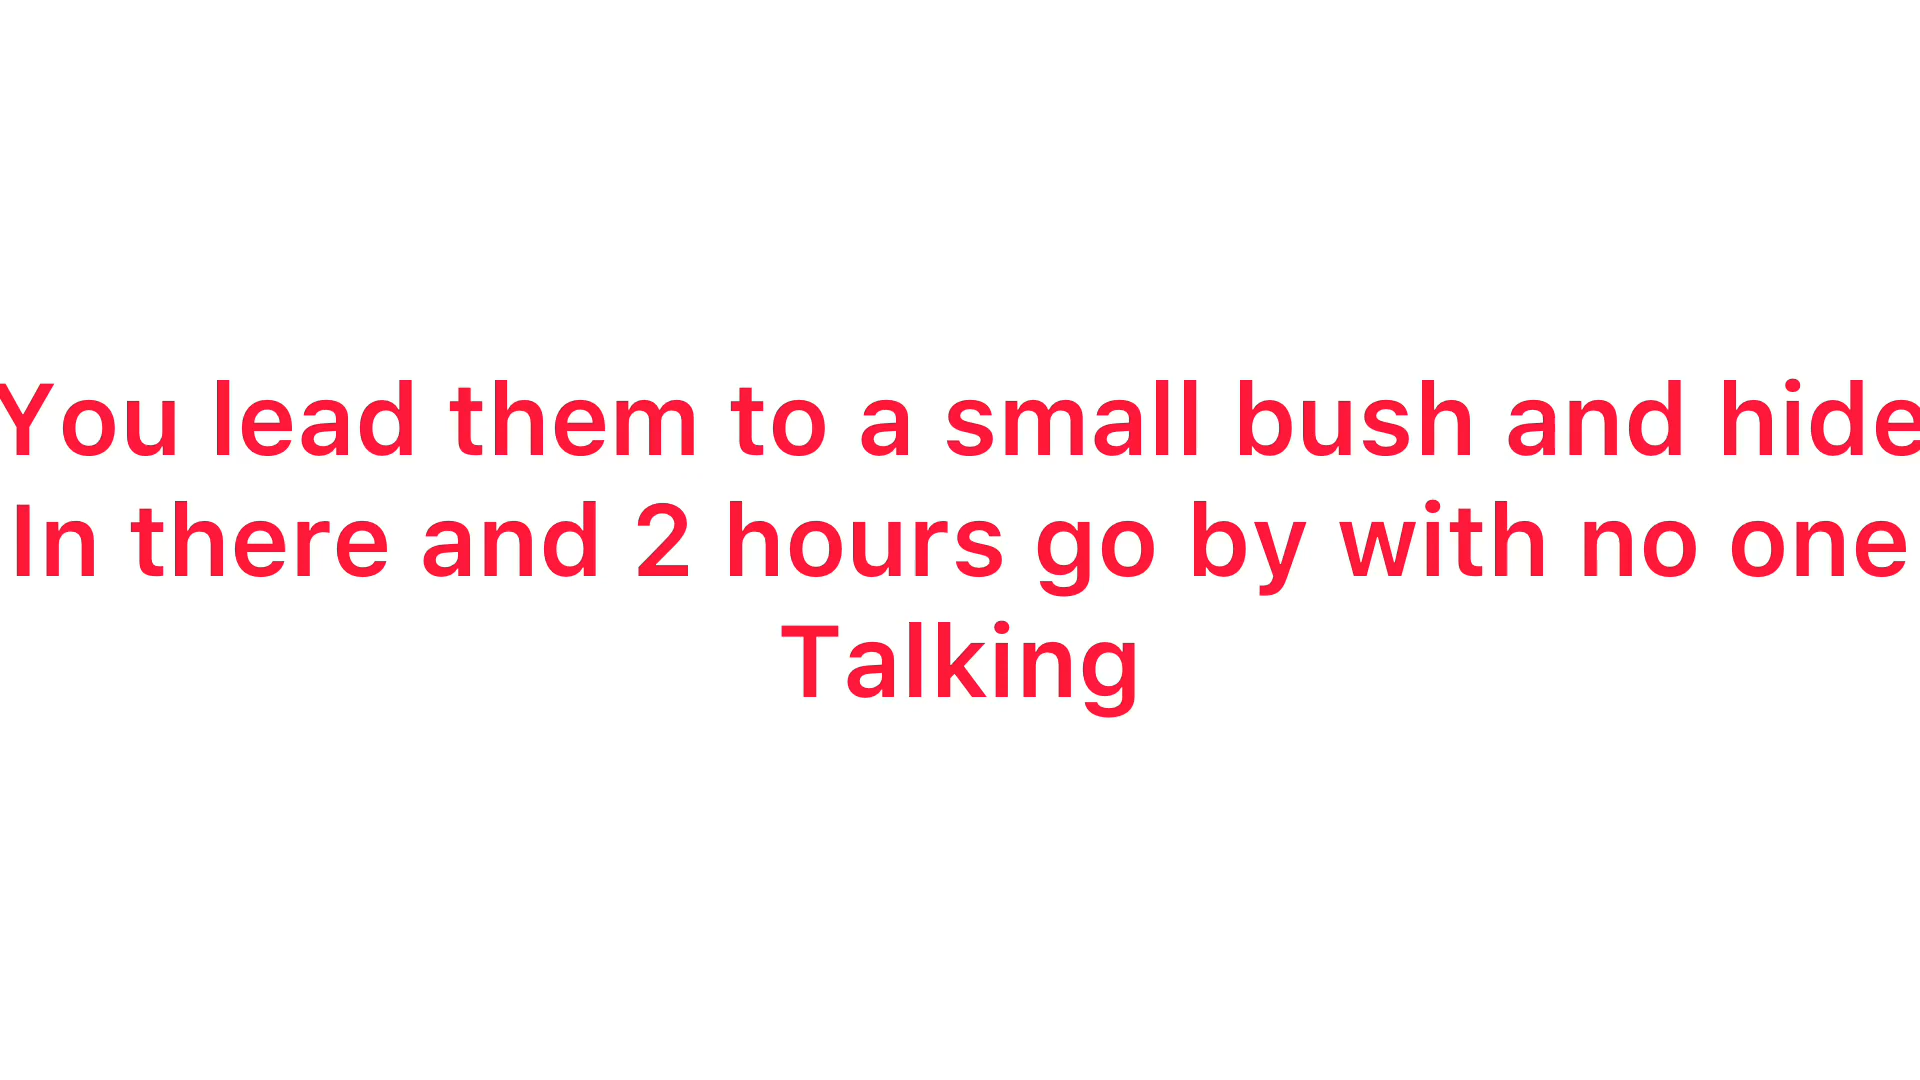 You lead them to a small bush and hide
In there and 2 hours go by with no one
Talking